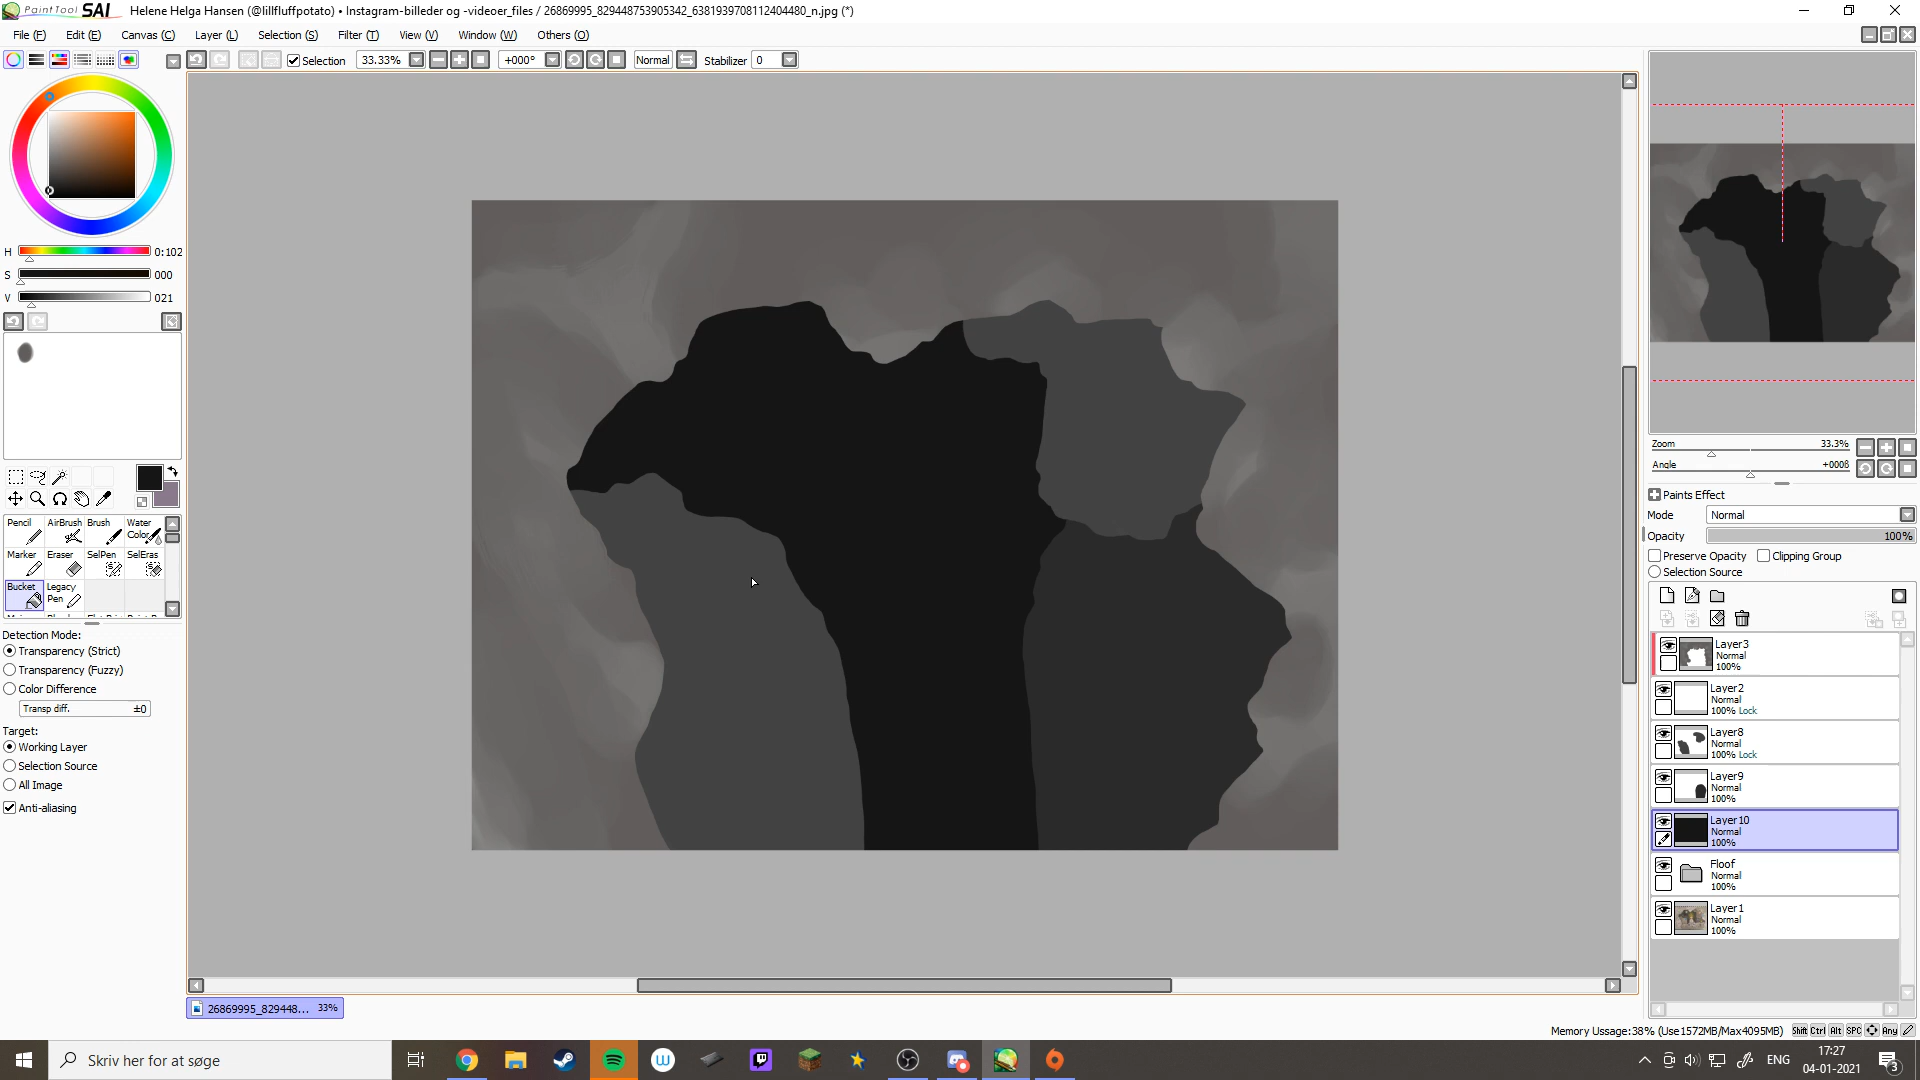 PaintTool SAI Helene Helga Hansen (@lillfluffpotato) • Instagram-billeder og -videoer_files / 26869995_829448753905342_6381939708112404480_n.jpg (*)
File (F) Edit (E) Canvas (C) Layer (L) Selection (S) Filter (T) View (V) Window (W) Others (O)
Selection 33.33% +000° Normal Stabilizer 0
H 0:102
S 000
V 021
Zoom 33.3%
Angle +000ß
Paints Effect
Mode Normal
Opacity 100%
Preserve Opacity Clipping Group
Selection Source
Pencil AirBrush Brush Water Color
Marker Eraser SelPen SelEras
Bucket Legacy Pen
Detection Mode:
Transparency (Strict)
Transparency (Fuzzy)
Color Difference
Transp diff. ±0
Target:
Working Layer
Selection Source
All Image
Anti-aliasing
Layer3
Normal
100%
Layer2
Normal
100% Lock
Layer8
Normal
100% Lock
Layer9
Normal
100%
Layer10
Normal
100%
Floof
Normal
100%
Layer1
Normal
100%
26869995_829448... 33%
Memory Ussage:38% (Use1572MB/Max4095MB) Shift Ctrl Alt SPC Any
Skriv her for at søge
ENG
17:27
04-01-2021
3